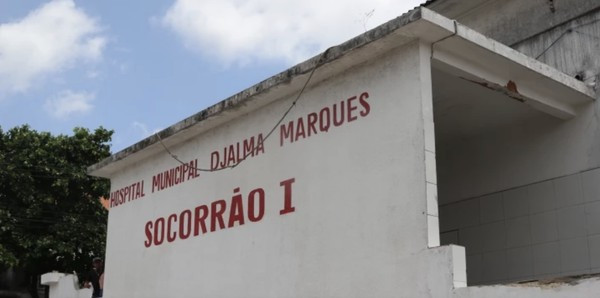 HOSPITAL MUNICIPAL DJALMA MARQUES
SOCORRÃO I